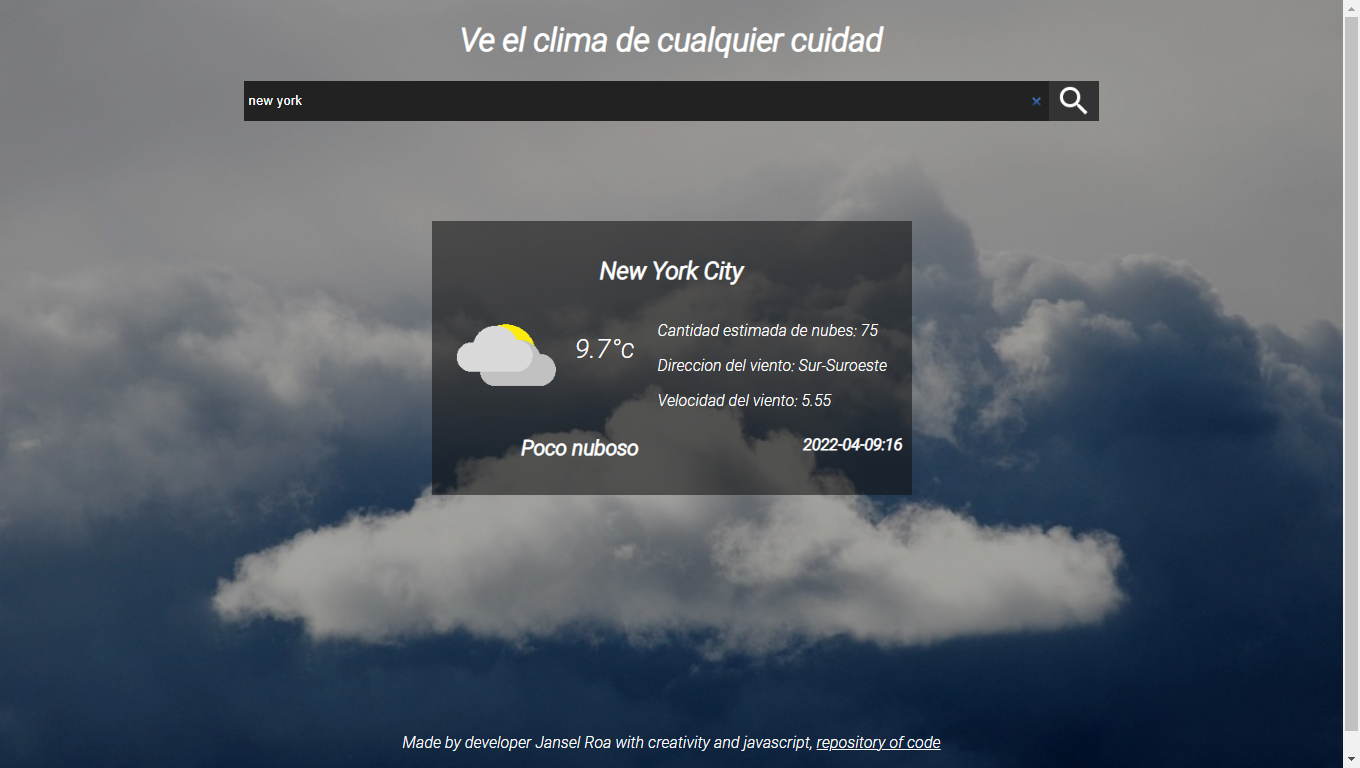 Ve el clima de cualquier cuidad
new york
New York City
9.7°c
Cantidad estimada de nubes: 75
Direccion del viento: Sur-Suroeste
Velocidad del viento: 5.55
Poco nuboso
2022-04-09:16
Made by developer Jansel Roa with creativity and javascript, repository of code